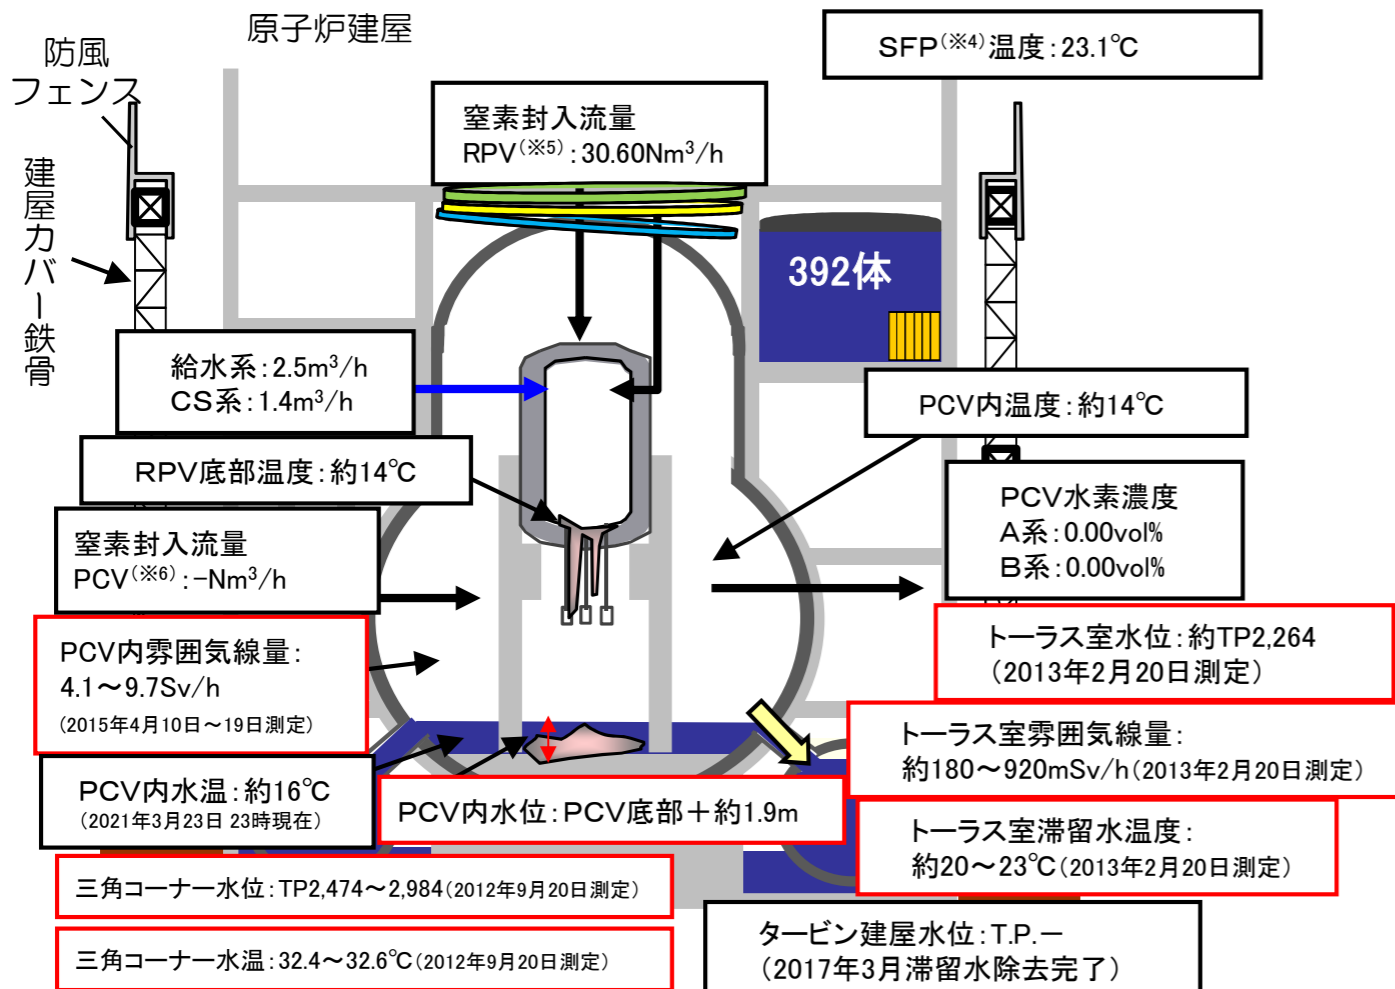 原子炉建屋
防風
フェンス
建屋カバー鉄骨
SFP(※4)温度：23.1℃
窒素封入流量
RPV(※5)：30.60Nm³/h
392体
給水系：2.5m³/h
CS系：1.4m³/h
PCV内温度：約14℃
RPV底部温度：約14℃
PCV水素濃度
A系：0.00vol%
B系：0.00vol%
窒素封入流量
PCV(※6)：-Nm³/h
トーラス室水位：約TP2,264
(2013年2月20日測定)
PCV内雰囲気線量：
4.1～9.7Sv/h
(2015年4月10日～19日測定)
トーラス室雰囲気線量：
約180～920mSv/h(2013年2月20日測定)
PCV内水温：約16℃
(2021年3月23日 23時現在)
PCV内水位：PCV底部＋約1.9m
トーラス室滞留水温度：
約20～23℃(2013年2月20日測定)
三角コーナー水位：TP2,474～2,984(2012年9月20日測定)
三角コーナー水温：32.4～32.6℃(2012年9月20日測定)
タービン建屋水位：T.P.－
(2017年3月滞留水除去完了)